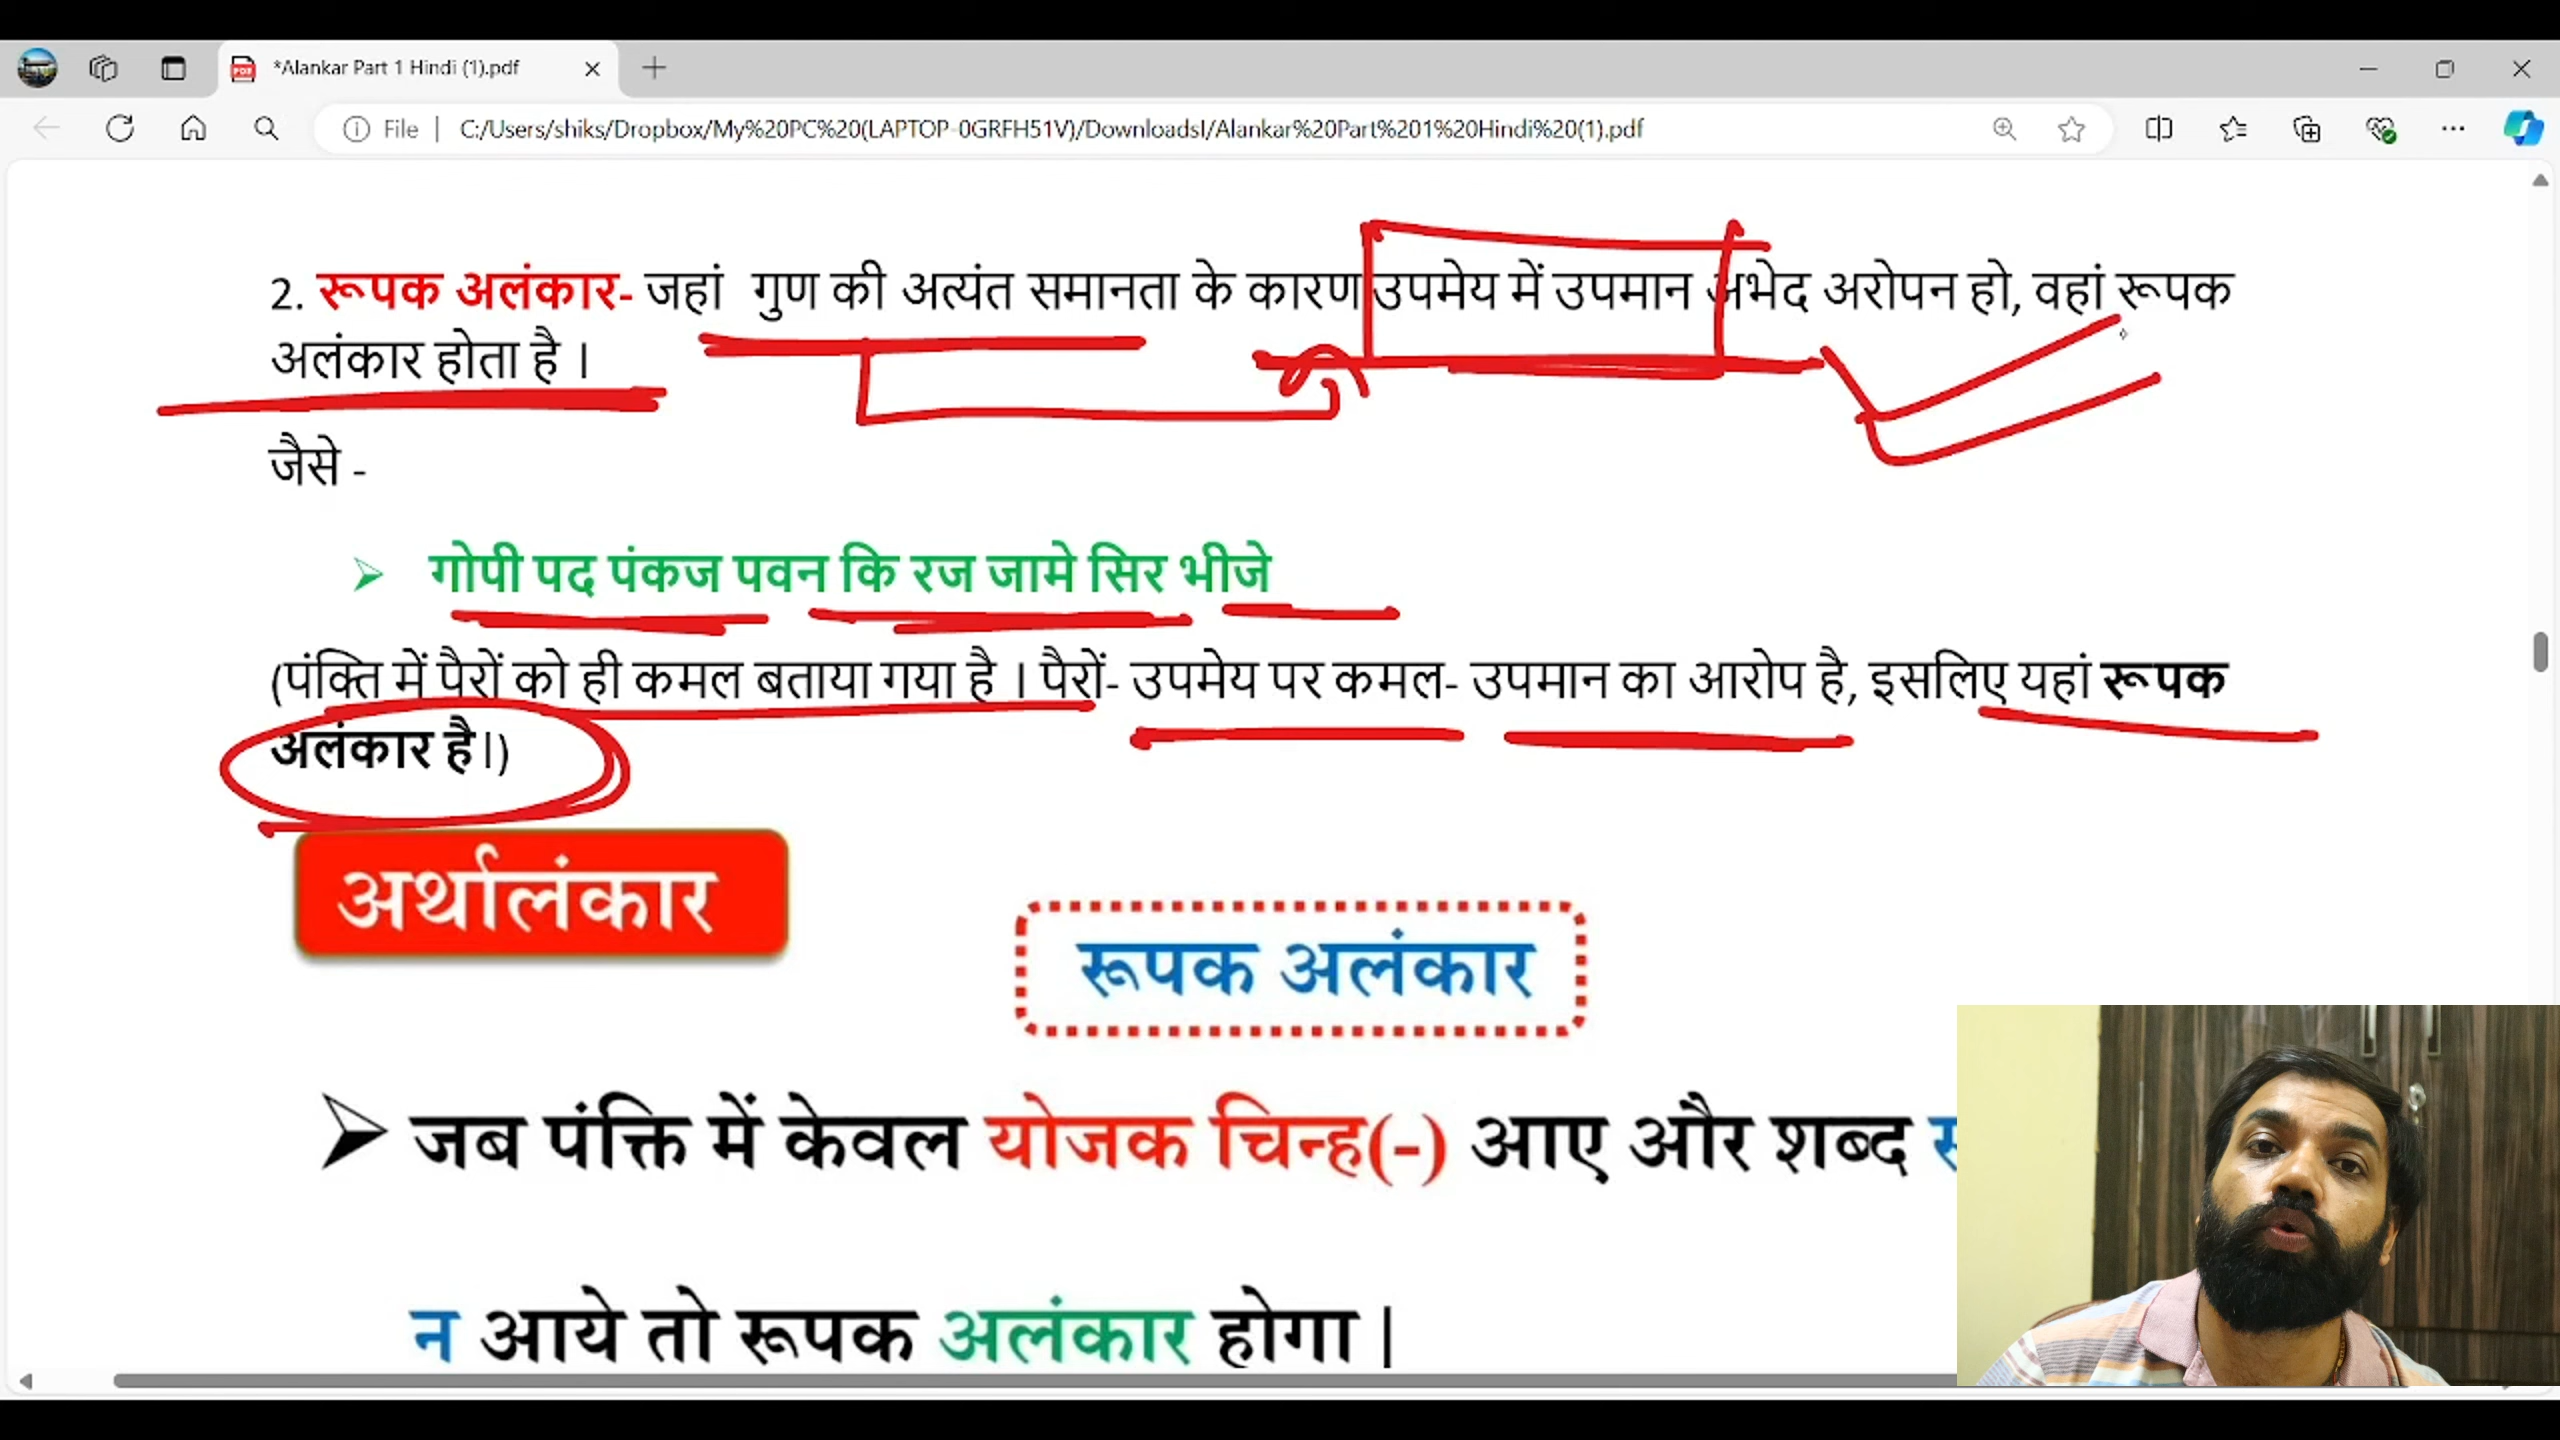 *Alankar Part 1 Hindi (1).pdf
File | C:/Users/shiks/Dropbox/My%20PC%20(LAPTOP-0GRFH51V)/DownloadsI/Alankar%20Part%201%20Hindi%20(1).pdf
2. रूपक अलंकार- जहां गुण की अत्यंत समानता के कारण उपमेय में उपमान अभेद अरोपन हो, वहां रूपक
अलंकार होता है ।
जैसे -
➢ गोपी पद पंकज पवन कि रज जामे सिर भीजे
(पंक्ति में पैरों को ही कमल बताया गया है । पैरों- उपमेय पर कमल- उपमान का आरोप है, इसलिए यहां रूपक
अलंकार है।)
अर्थालंकार
रूपक अलंकार
➢ जब पंक्ति में केवल योजक चिन्ह(-) आए और शब्द
न आये तो रूपक अलंकार होगा |